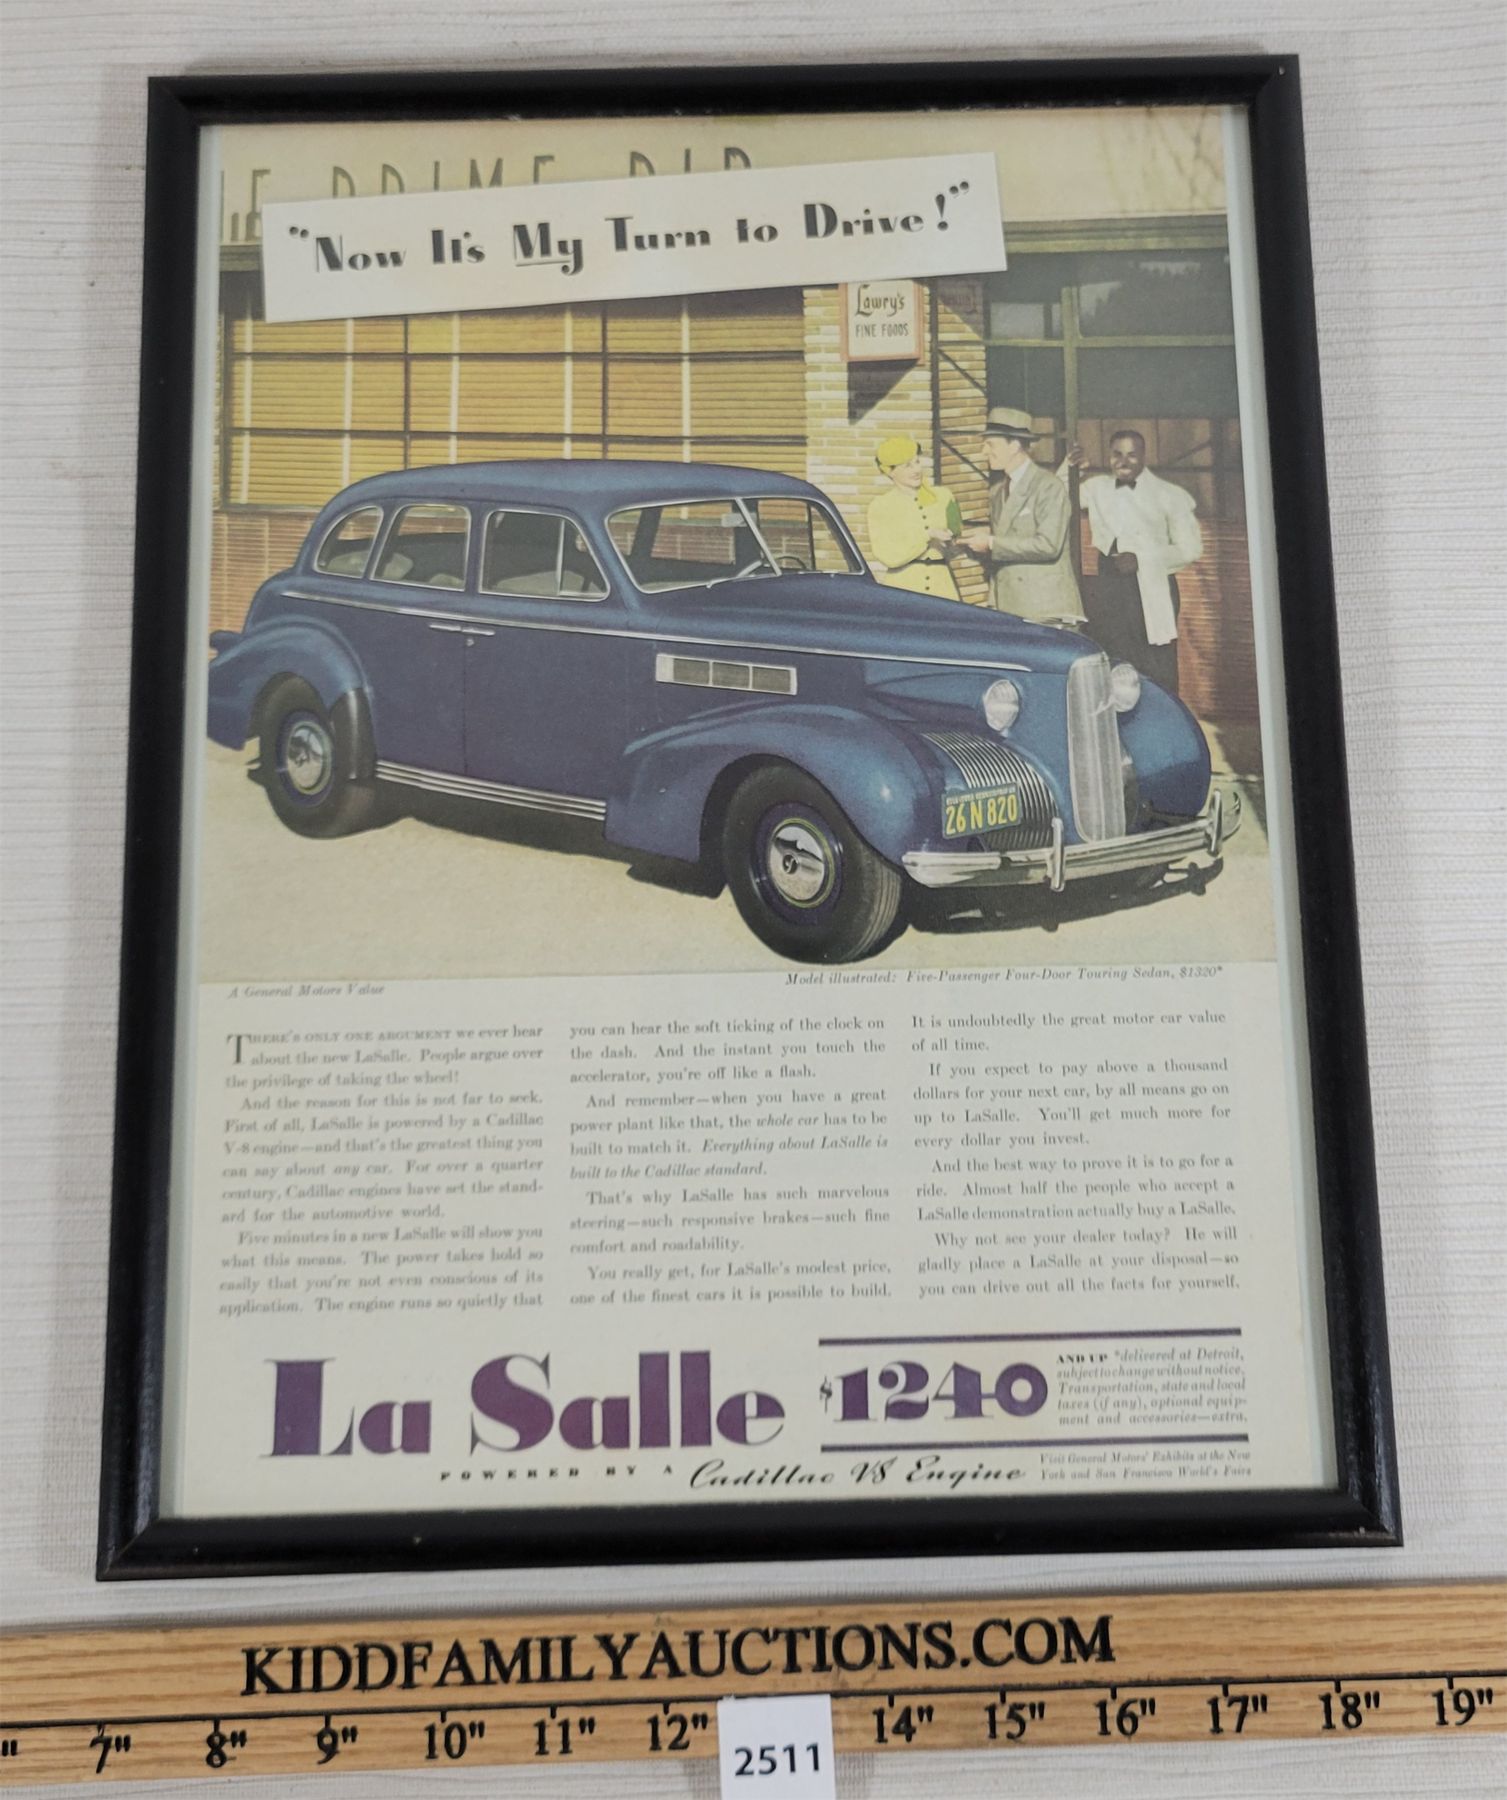 PRIME RIB
“Now It's My Turn to Drive!”
Lawry's
FINE FOODS
26 N 820
Model illustrated: Five-Passenger Four-Door Touring Sedan, $1320*
A General Motors Value
There's only one argument we ever hear
about the new LaSalle. People argue over
the privilege of taking the wheel!
And the reason for this is not far to seek.
First of all, LaSalle is powered by a Cadillac
V-8 engine—and that's the greatest thing you
can say about any car. For over a quarter
century, Cadillac engines have set the stand-
ard for the automotive world.
Five minutes in a new LaSalle will show you
what this means. The power takes hold so
easily that you're not even conscious of its
application. The engine runs so quietly that
you can hear the soft ticking of the clock on
the dash. And the instant you touch the
accelerator, you're off like a flash.
And remember—when you have a great
power plant like that, the whole car has to be
built to match it. Everything about LaSalle is
built to the Cadillac standard.
That's why LaSalle has such marvelous
steering—such responsive brakes—such fine
comfort and roadability.
You really get, for LaSalle's modest price,
one of the finest cars it is possible to build.
It is undoubtedly the great motor car value
of all time.
If you expect to pay above a thousand
dollars for your next car, by all means go on
up to LaSalle. You'll get much more for
every dollar you invest.
And the best way to prove it is to go for a
ride. Almost half the people who accept a
LaSalle demonstration actually buy a LaSalle.
Why not see your dealer today? He will
gladly place a LaSalle at your disposal—so
you can drive out all the facts for yourself.
La Salle
POWERED BY A Cadillac V8 Engine
$1240
AND UP *delivered at Detroit,
subject to change without notice.
Transportation, state and local
taxes (if any), optional equip-
ment and accessories—extra.
Visit General Motors' Exhibits at the New
York and San Francisco World's Fairs
KIDDFAMILYAUCTIONS.COM
" 7" 8" 9" 10" 11" 12" 14" 15" 16" 17" 18" 19"
2511